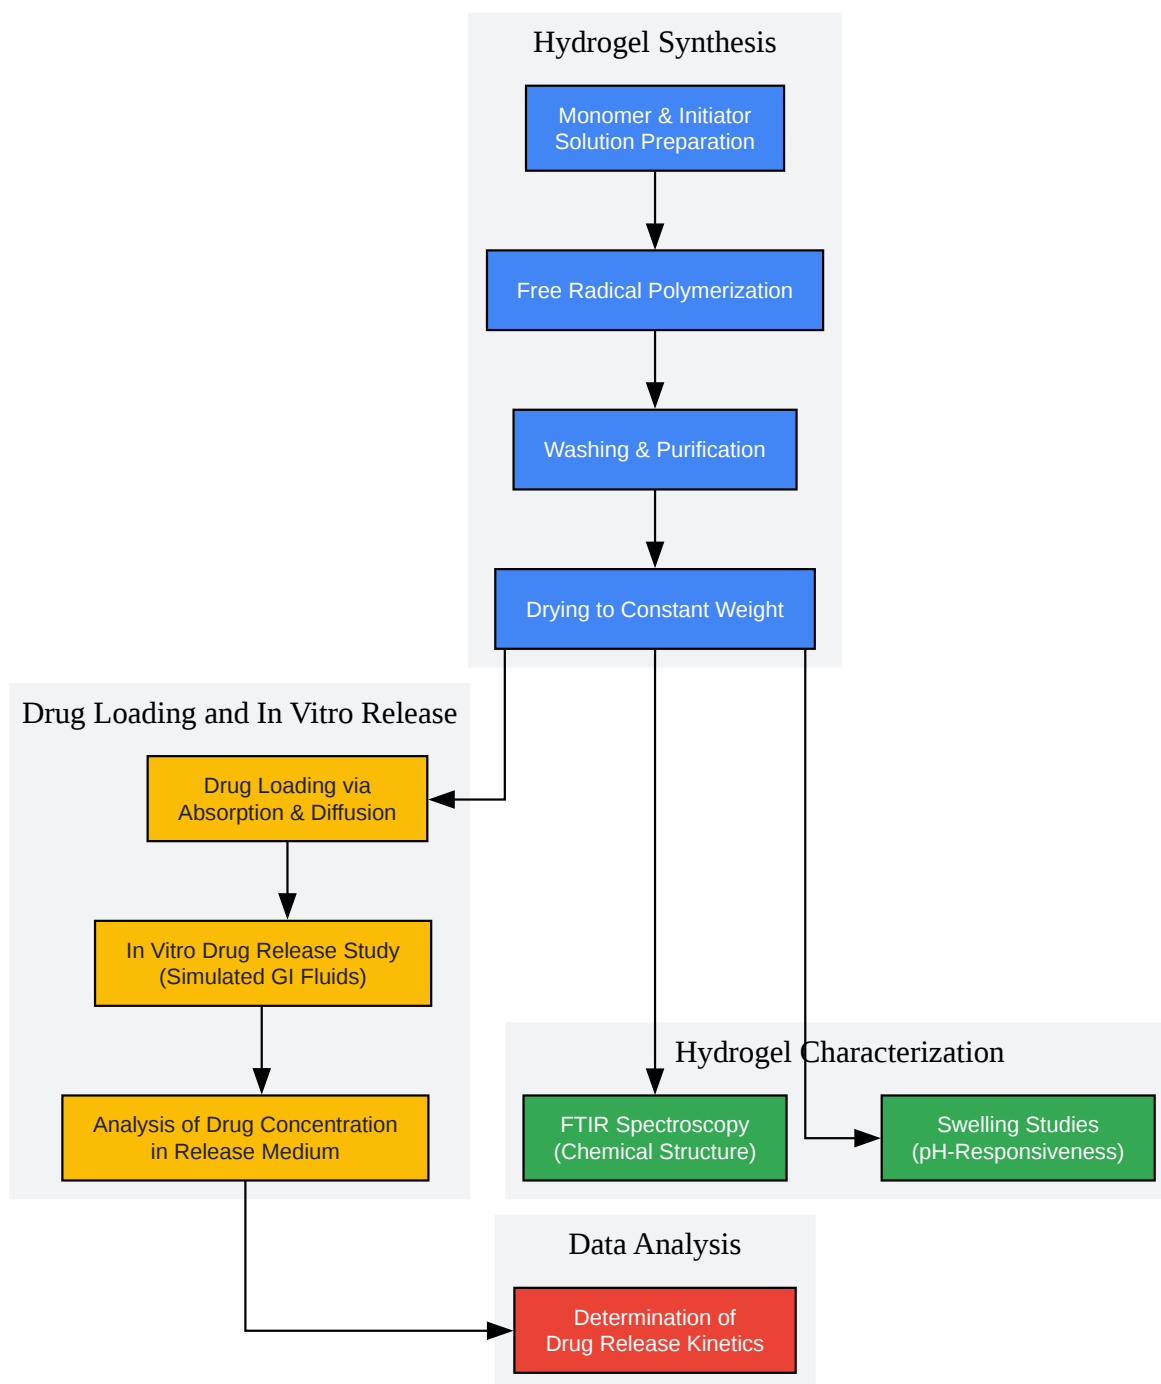 Hydrogel Synthesis
Monomer & Initiator
Solution Preparation
Free Radical Polymerization
Washing & Purification
Drying to Constant Weight
Drug Loading and In Vitro Release
Drug Loading via
Absorption & Diffusion
In Vitro Drug Release Study
(Simulated GI Fluids)
Analysis of Drug Concentration
in Release Medium
Hydrogel Characterization
FTIR Spectroscopy
(Chemical Structure)
Swelling Studies
(pH-Responsiveness)
Data Analysis
Determination of
Drug Release Kinetics